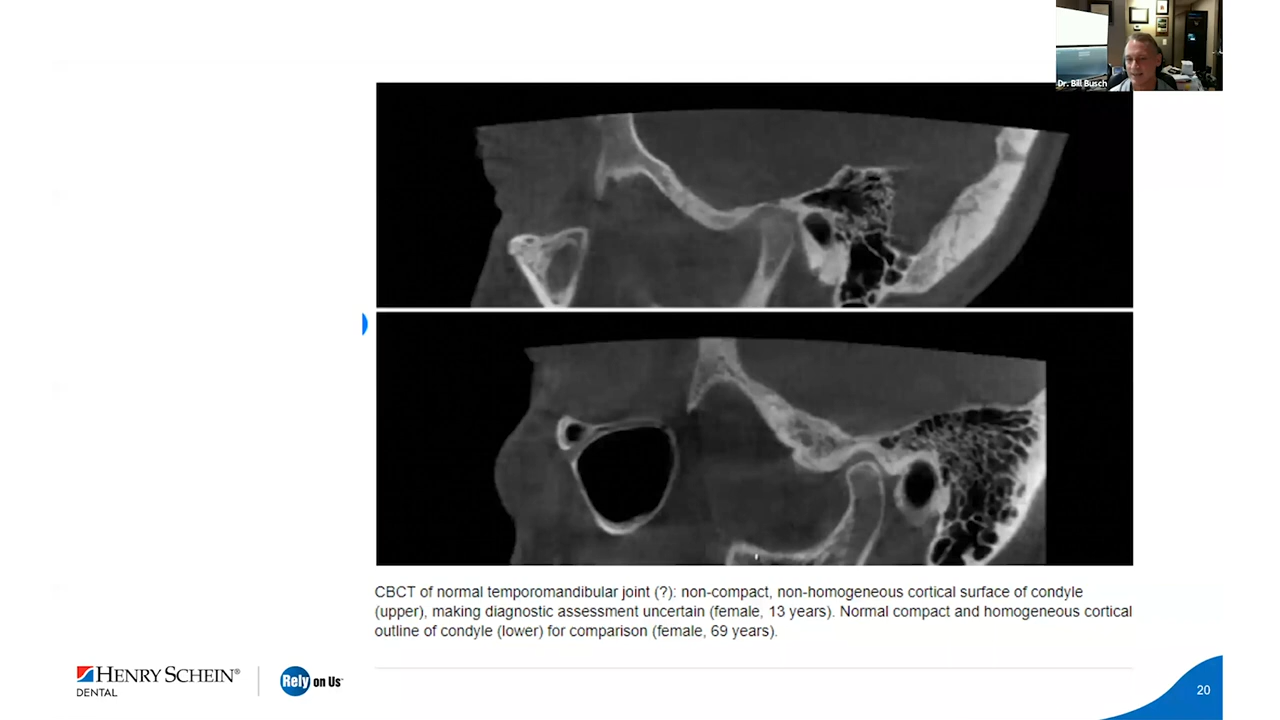 Dr. Bill Busch
CBCT of normal temporomandibular joint (?): non-compact, non-homogeneous cortical surface of condyle
(upper), making diagnostic assessment uncertain (female, 13 years). Normal compact and homogeneous cortical
outline of condyle (lower) for comparison (female, 69 years).
HENRY SCHEIN®
DENTAL
Rely on Us™
20